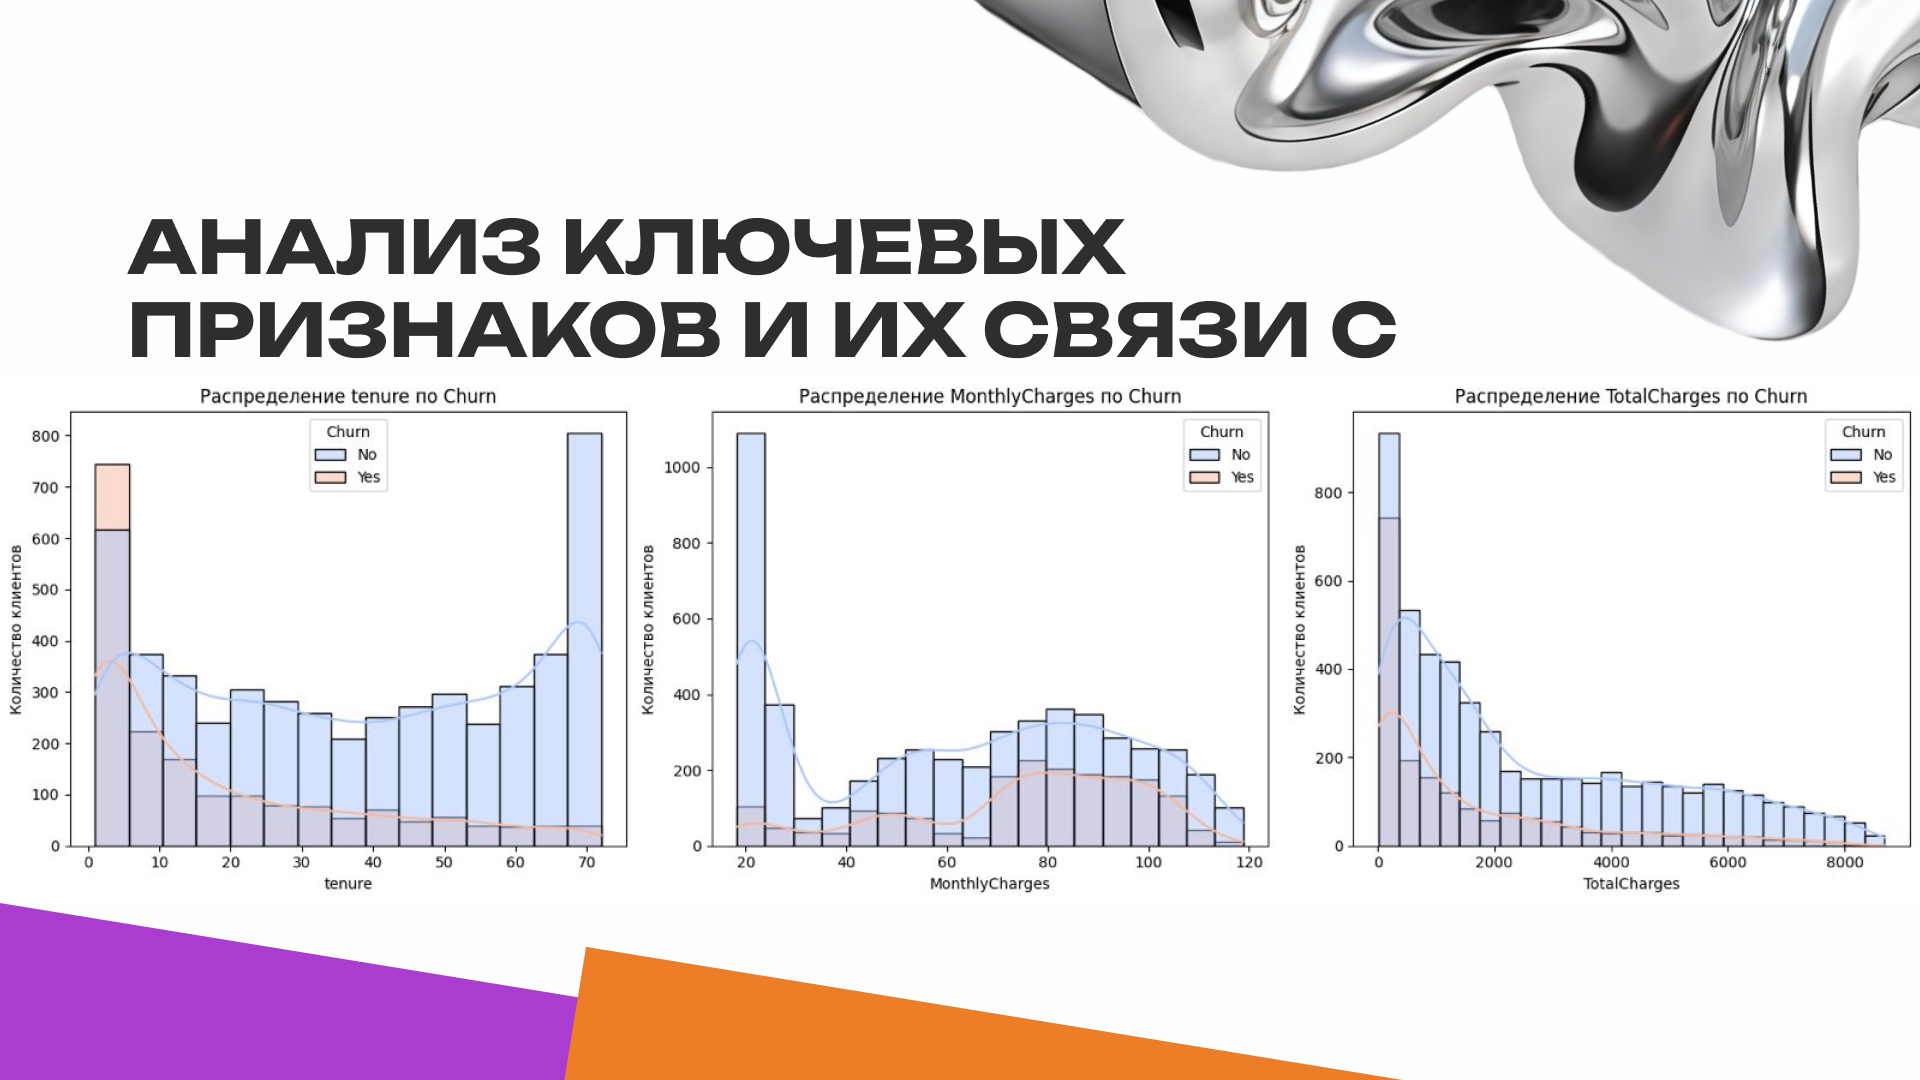 АНАЛИЗ КЛЮЧЕВЫХ
ПРИЗНАКОВ И ИХ СВЯЗИ С
Распределение tenure по Churn
Количество клиентов
800
700
600
500
400
300
200
100
0
Churn
No
Yes
0 10 20 30 40 50 60 70
tenure
Распределение MonthlyCharges по Churn
Количество клиентов
1000
800
600
400
200
0
Churn
No
Yes
20 40 60 80 100 120
MonthlyCharges
Распределение TotalCharges по Churn
Количество клиентов
800
600
400
200
0
Churn
No
Yes
0 2000 4000 6000 8000
TotalCharges